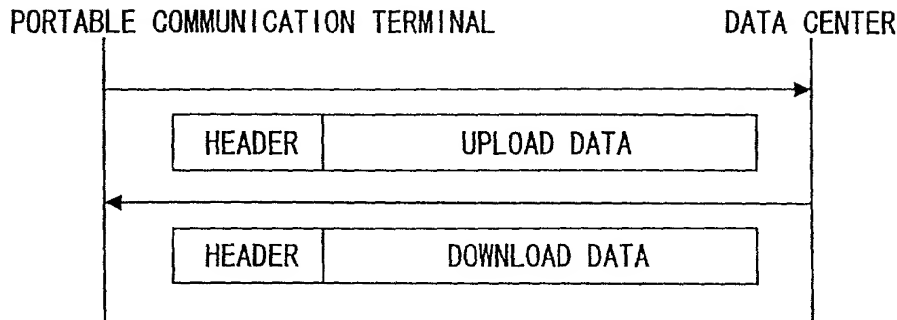 PORTABLE COMMUNICATION TERMINAL DATA CENTER
HEADER UPLOAD DATA
HEADER DOWNLOAD DATA